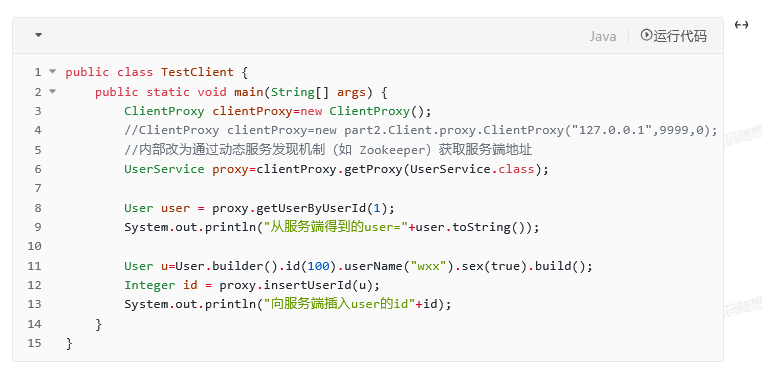 Java 运行代码
1 public class TestClient {
2     public static void main(String[] args) {
3         ClientProxy clientProxy=new ClientProxy();
4         //ClientProxy clientProxy=new part2.Client.proxy.ClientProxy("127.0.0.1",9999,0);
5         //内部改为通过动态服务发现机制（如 Zookeeper）获取服务端地址
6         UserService proxy=clientProxy.getProxy(UserService.class);
7
8         User user = proxy.getUserByUserId(1);
9         System.out.println("从服务端得到的user="+user.toString());
10
11         User u=User.builder().id(100).userName("wxx").sex(true).build();
12         Integer id = proxy.insertUserId(u);
13         System.out.println("向服务端插入user的id"+id);
14     }
15 }